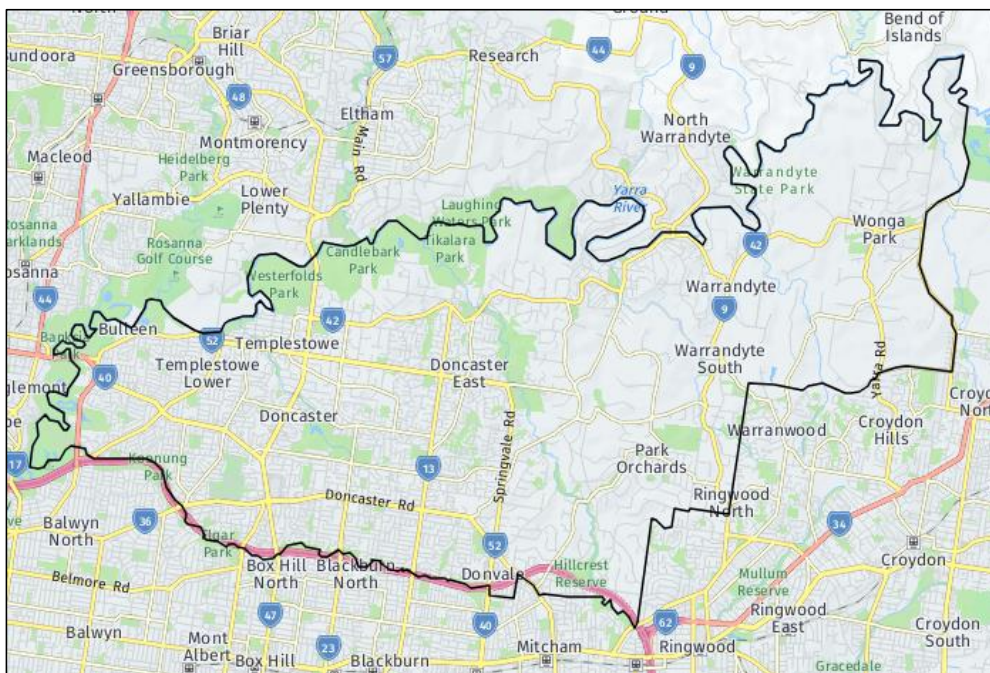 North
Ground
Bend of
Islands
Briar
Hill
44
Bundoora
57
Research
9
Greensborough
48
Eltham
Montmorency
North
Warrandyte
Main Rd
Macleod
Heidelberg
Park
Warrandyte
State Park
Yallambie
Lower
Plenty
Laughing
Waters Park
Yarra
River
Rosanna
Parklands
Rosanna
Golf Course
Candlebark
Park
Tikalara
Park
Wonga
Park
42
Rosanna
Westerfolds
Park
Warrandyte
44
Bulleen
52
42
Templestowe
9
Banksia
Park
Templestowe
Lower
Doncaster
East
Warrandyte
South
Yarra Rd
Eaglemont
40
Croydon
North
Doncaster
Springvale Rd
Warranwood
Croydon
Hills
17
Koonung
Park
13
Park
Orchards
Ringwood
North
Doncaster Rd
Balwyn
North
36
34
Elgar
Park
52
Croydon
Box Hill
North
Blackburn
North
Donvale
Hillcrest
Reserve
Belmore Rd
Mullum
Reserve
47
40
62
Ringwood
East
Balwyn
Croydon
South
Mont
Albert
23
Mitcham
Ringwood
Box Hill
Blackburn
Gracedale